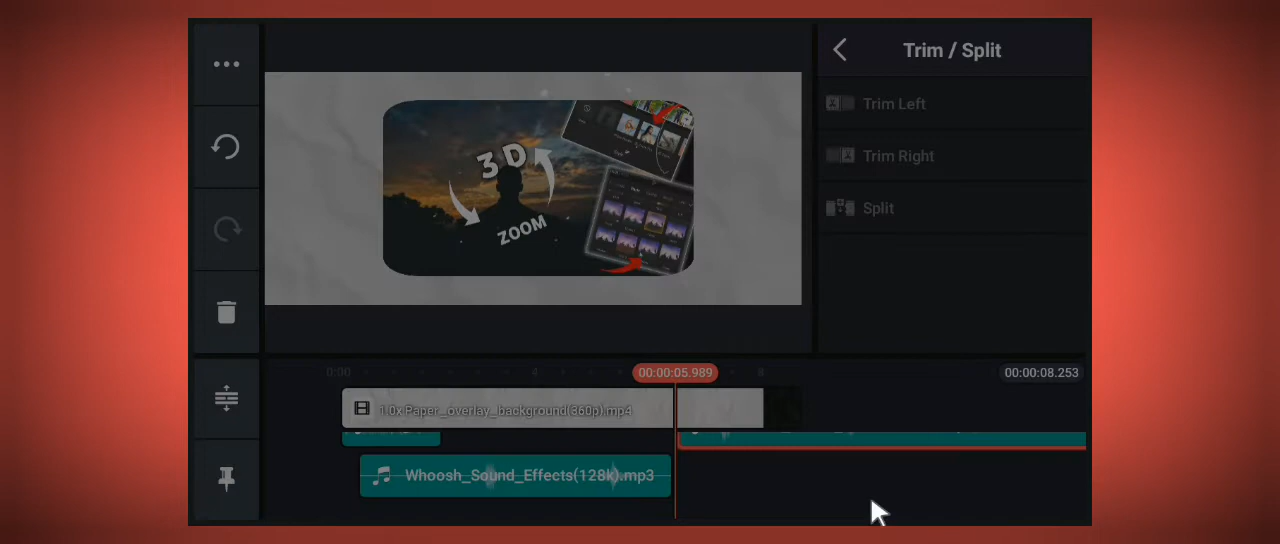 Trim / Split
Trim Left
Trim Right
Split
3 D
ZOOM
0:00
00:00:05.989
00:00:08.253
1.0x Paper_overlay_background(360p).mp4
Whoosh_Sound_Effects(128k).mp3